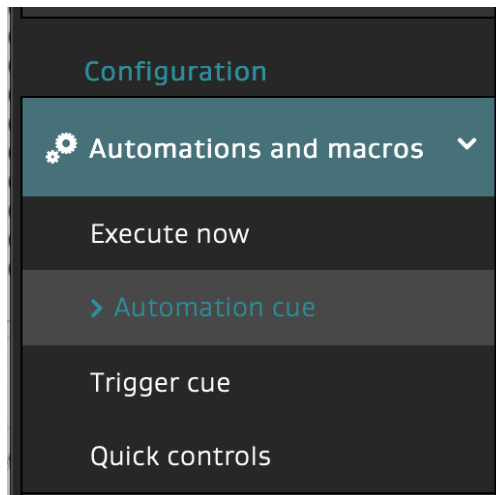 Configuration
Automations and macros
Execute now
Automation cue
Trigger cue
Quick controls